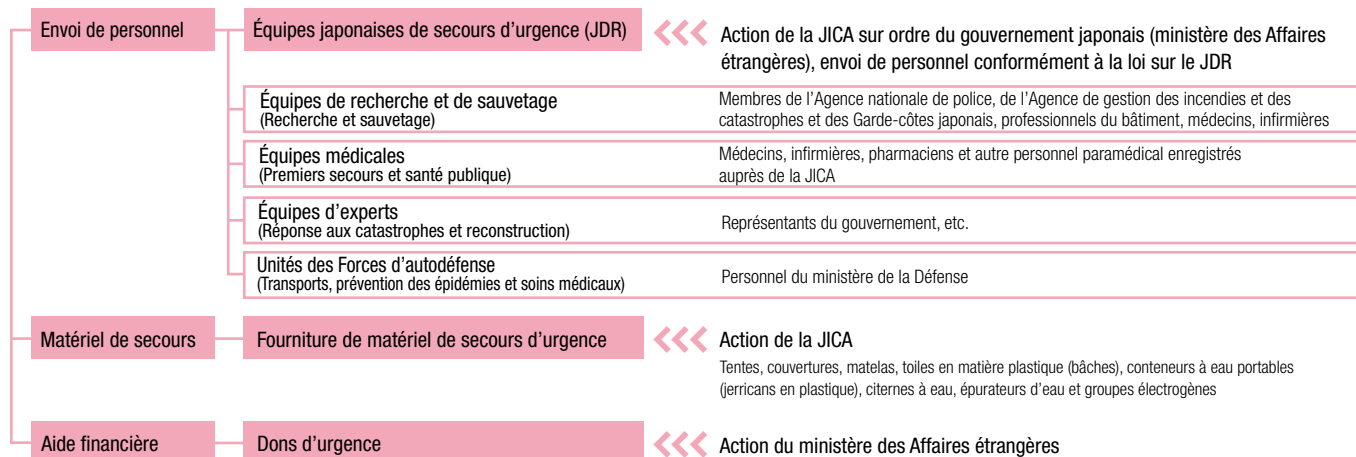 Envoi de personnel
Équipes japonaises de secours d'urgence (JDR)
Action de la JICA sur ordre du gouvernement japonais (ministère des Affaires
étrangères), envoi de personnel conformément à la loi sur le JDR
Équipes de recherche et de sauvetage
(Recherche et sauvetage)
Membres de l'Agence nationale de police, de l'Agence de gestion des incendies et des
catastrophes et des Garde-côtes japonais, professionnels du bâtiment, médecins, infirmières
Équipes médicales
(Premiers secours et santé publique)
Médecins, infirmières, pharmaciens et autre personnel paramédical enregistrés
auprès de la JICA
Équipes d'experts
(Réponse aux catastrophes et reconstruction)
Représentants du gouvernement, etc.
Unités des Forces d'autodéfense
(Transports, prévention des épidémies et soins médicaux)
Personnel du ministère de la Défense
Matériel de secours
Fourniture de matériel de secours d'urgence
Action de la JICA
Tentes, couvertures, matelas, toiles en matière plastique (bâches), conteneurs à eau portables
(jerricans en plastique), citernes à eau, épurateurs d'eau et groupes électrogènes
Aide financière
Dons d'urgence
Action du ministère des Affaires étrangères